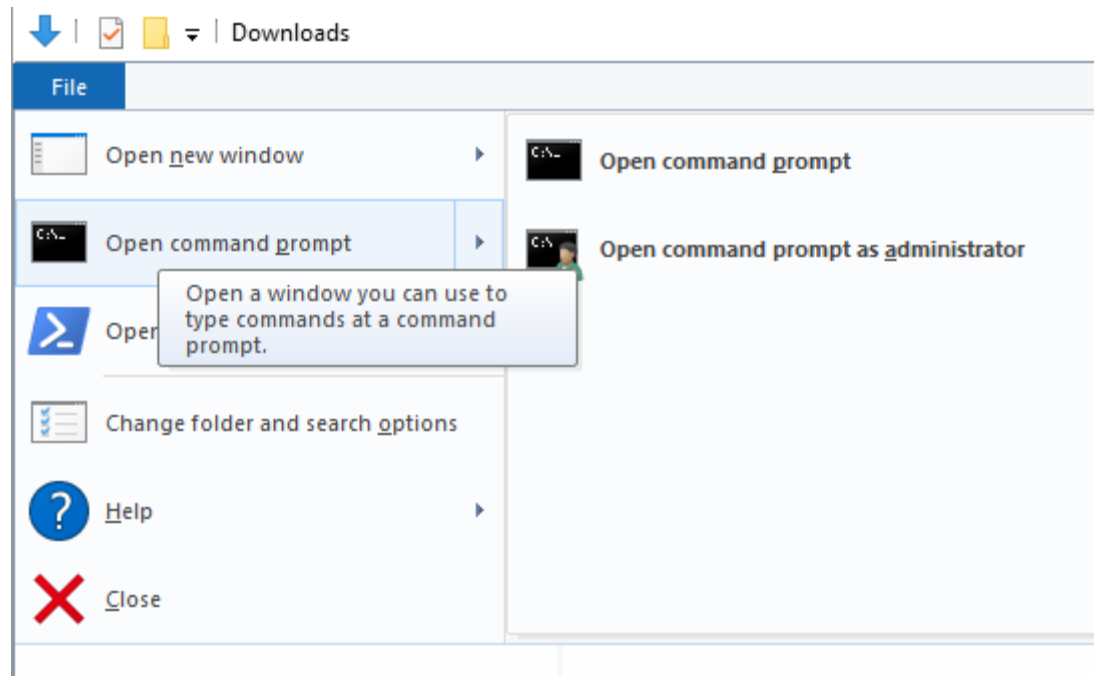 Downloads
File
Open new window
Open command prompt
Open a window you can use to
type commands at a command
prompt.
Change folder and search options
Help
Close
C:\_
Open command prompt
C:\
Open command prompt as administrator
C:\_